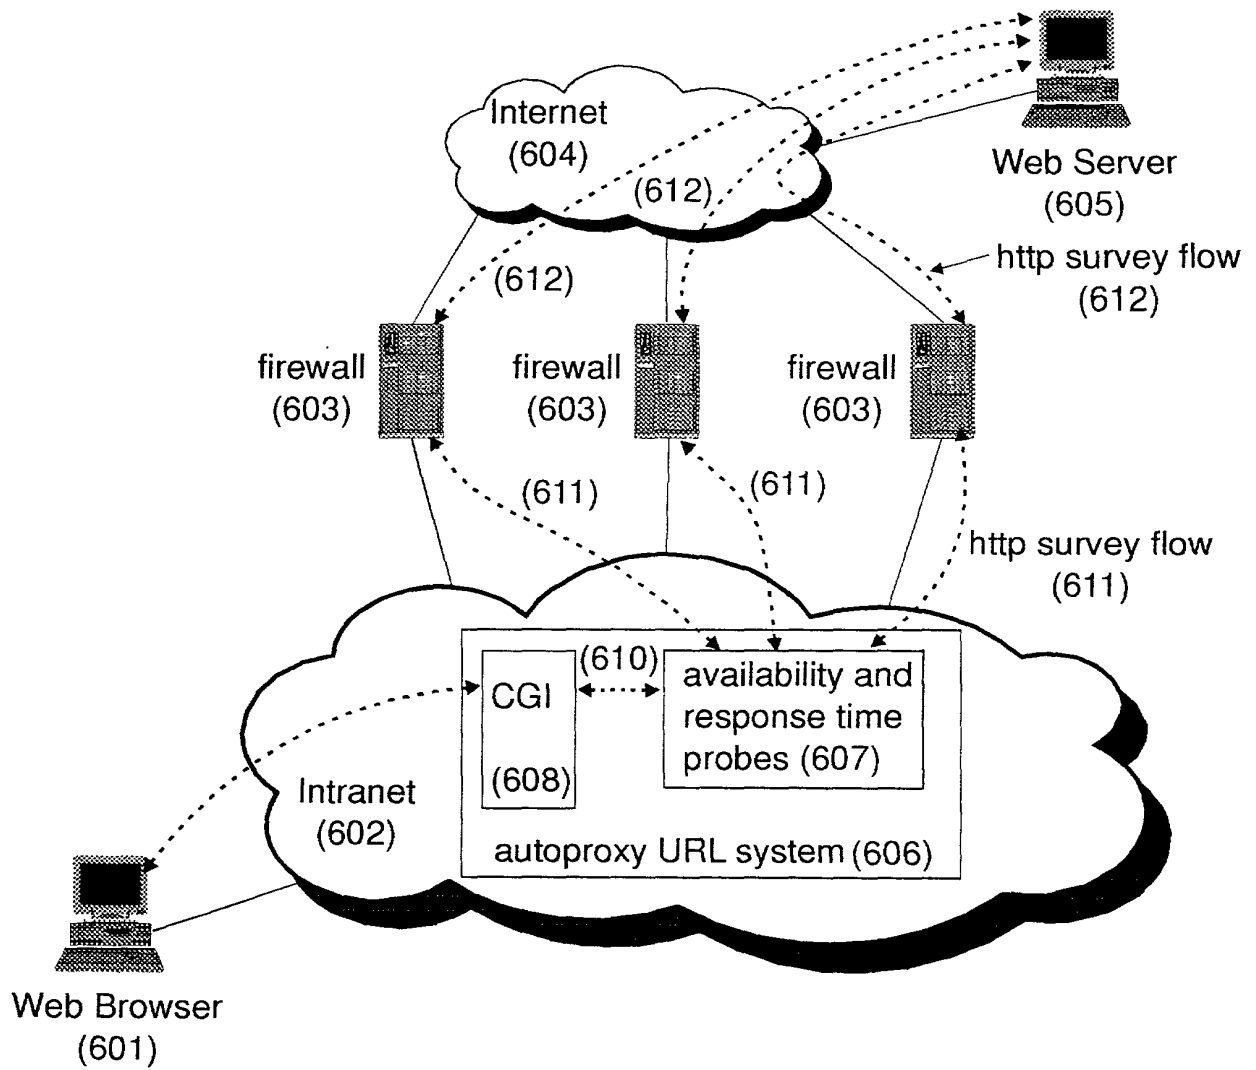 Internet
(604)
(612)
Web Server
(605)
http survey flow
(612)
(612)
firewall
(603)
firewall
(603)
firewall
(603)
(611)
(611)
http survey flow
(611)
(610)
CGI
(608)
availability and
response time
probes (607)
Intranet
(602)
autoproxy URL system (606)
Web Browser
(601)